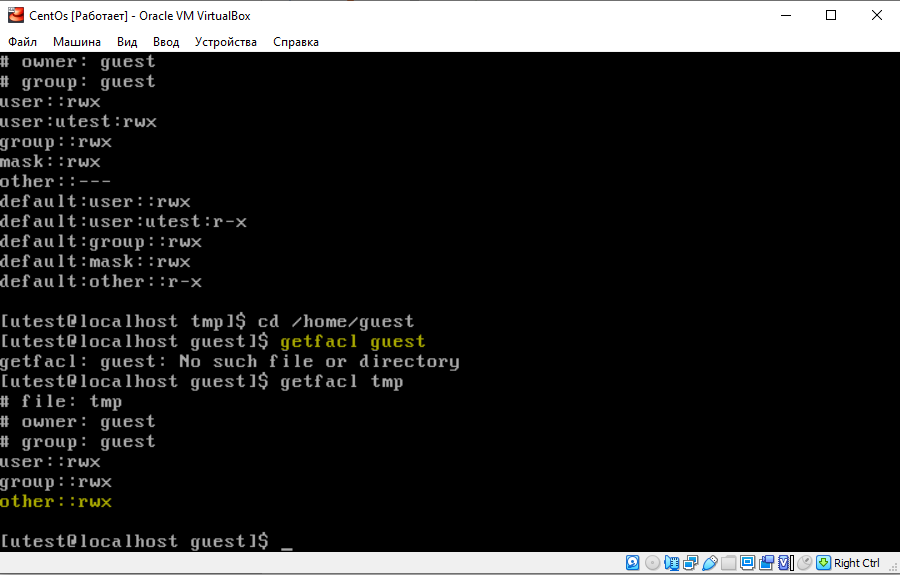 CentOs [Работает] - Oracle VM VirtualBox
Файл Машина Вид Ввод Устройства Справка
# owner: guest
# group: guest
user::rwx
user:utest:rwx
group::rwx
mask::rwx
other::---
default:user::rwx
default:user:utest:r-x
default:group::rwx
default:mask::rwx
default:other::r-x
[utest@localhost tmp]$ cd /home/guest
[utest@localhost guest]$ getfacl guest
getfacl: guest: No such file or directory
[utest@localhost guest]$ getfacl tmp
# file: tmp
# owner: guest
# group: guest
user::rwx
group::rwx
other::rwx
[utest@localhost guest]$ _
Right Ctrl